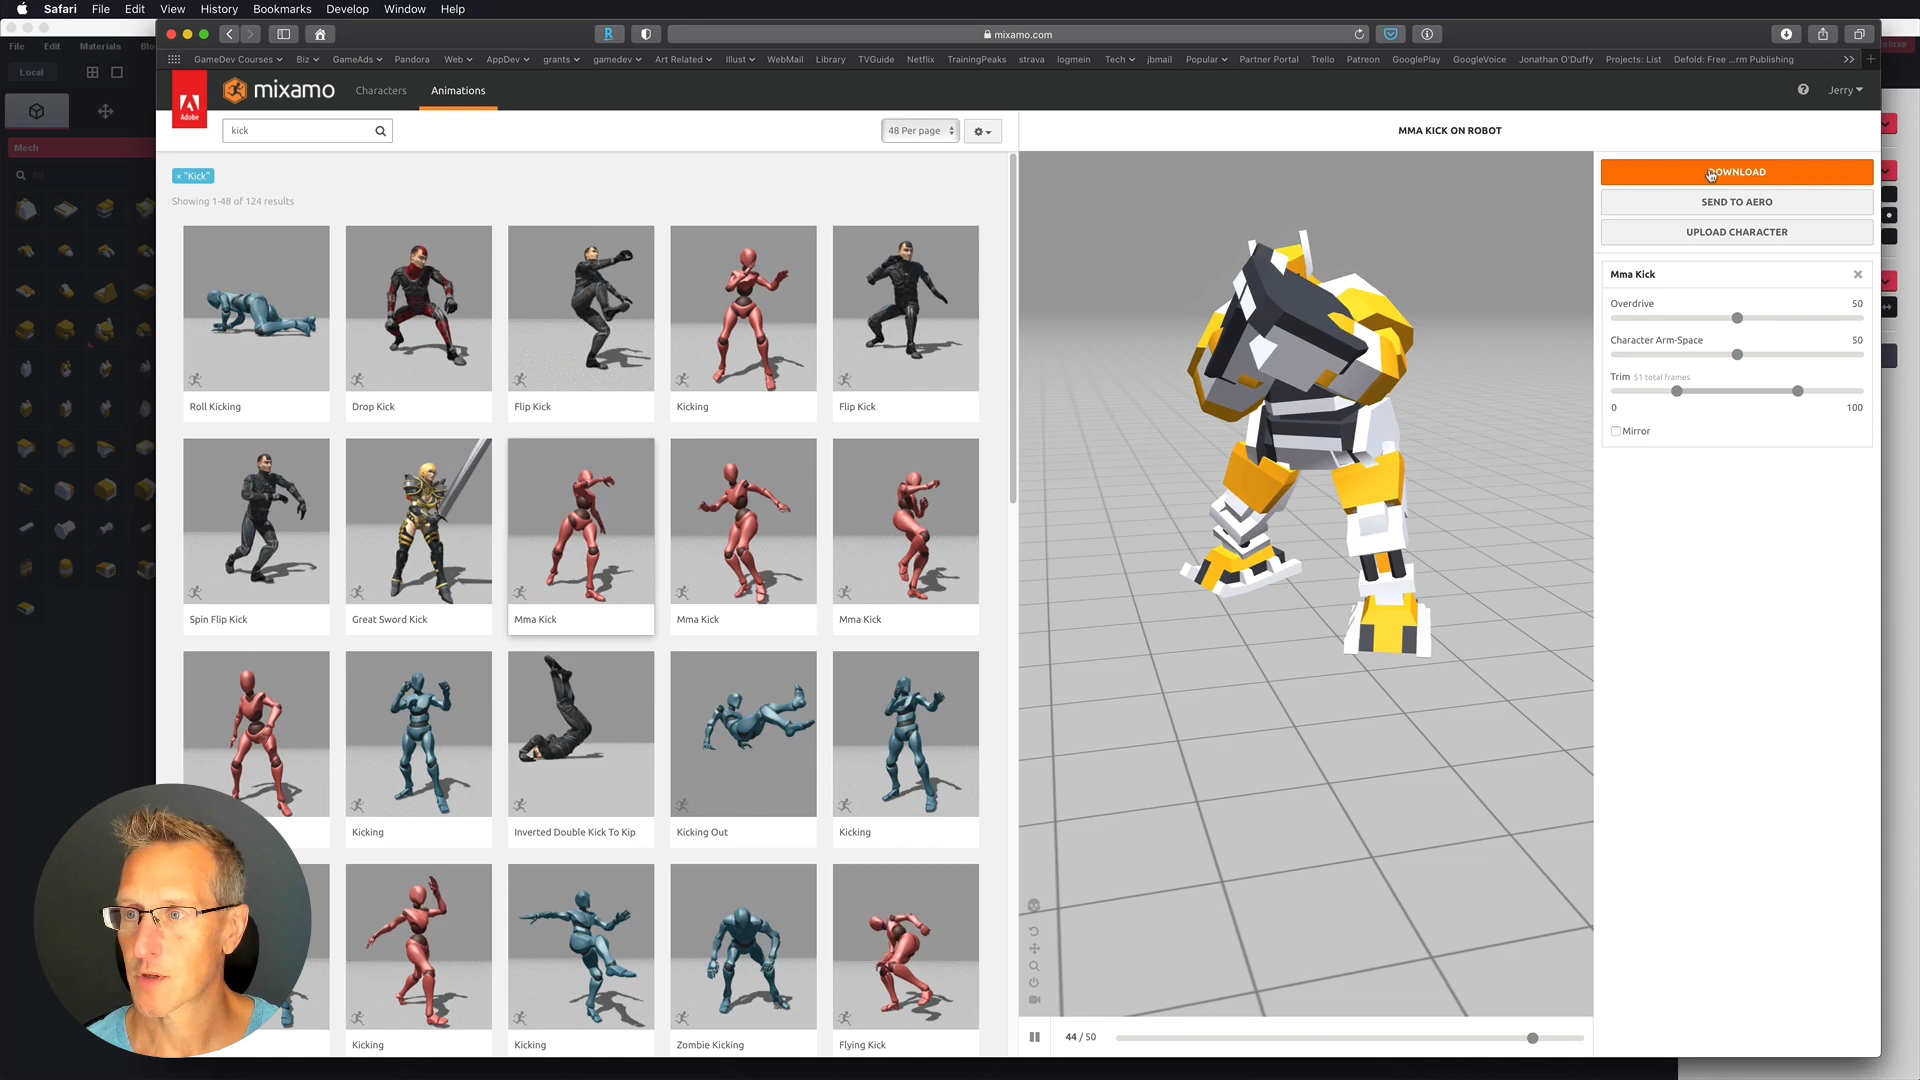 Safari File Edit View History Bookmarks Develop Window Help
mixamo.com
File Edit Materials
GameDev Courses Biz GameAds Pandora Web AppDev grants gamedev Art Related Illust WebMail Library TVGuide Netflix TrainingPeaks strava logmein Tech jbmail Popular Partner Portal Trello Patreon GooglePlay GoogleVoice Jonathan O'Duffy Projects: List Defold: Free ...rm Publishing
Local
Adobe
mixamo Characters Animations
Jerry
kick
48 Per page
MMA KICK ON ROBOT
Mech
All
× "Kick"
Showing 1-48 of 124 results
DOWNLOAD
SEND TO AERO
UPLOAD CHARACTER
Mma Kick
Overdrive 50
Character Arm-Space 50
Trim 51 total frames
0 100
Mirror
Roll Kicking Drop Kick Flip Kick Kicking Flip Kick
Spin Flip Kick Great Sword Kick Mma Kick Mma Kick Mma Kick
Kicking Inverted Double Kick To Kip Kicking Out Kicking
Kicking Kicking Zombie Kicking Flying Kick
44 / 50